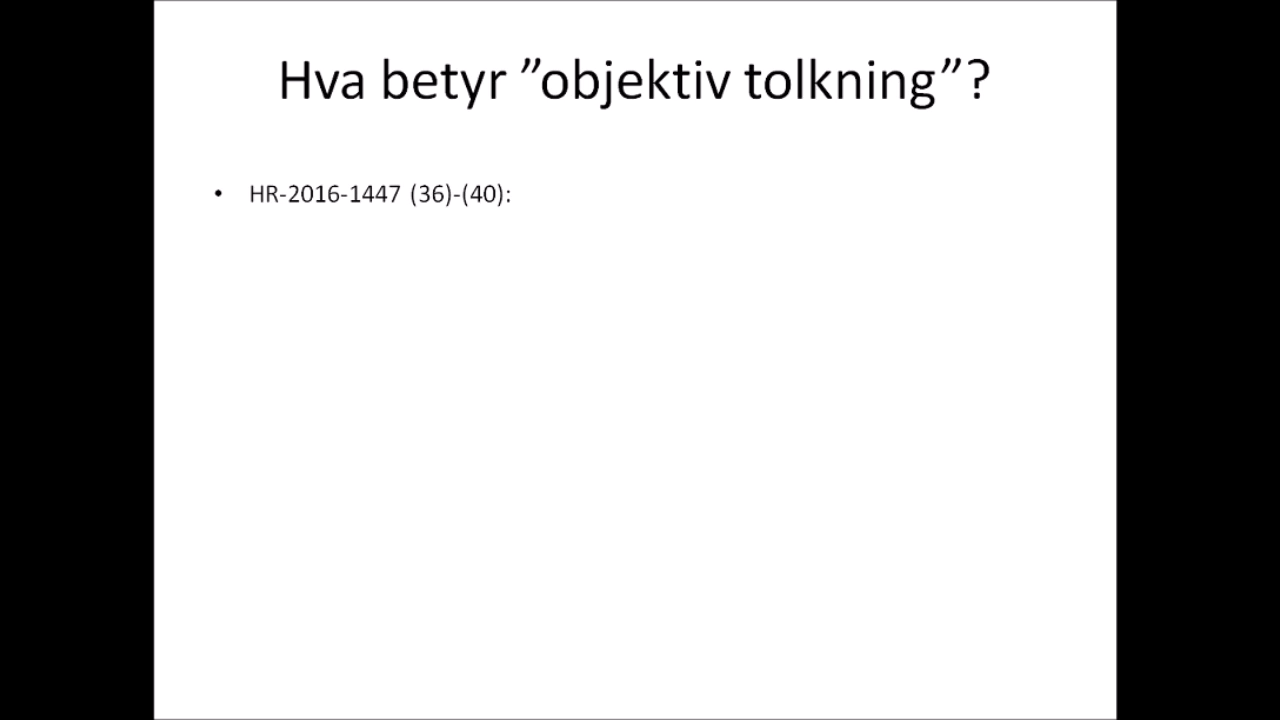 Hva betyr ”objektiv tolkning”?
• HR-2016-1447 (36)-(40):